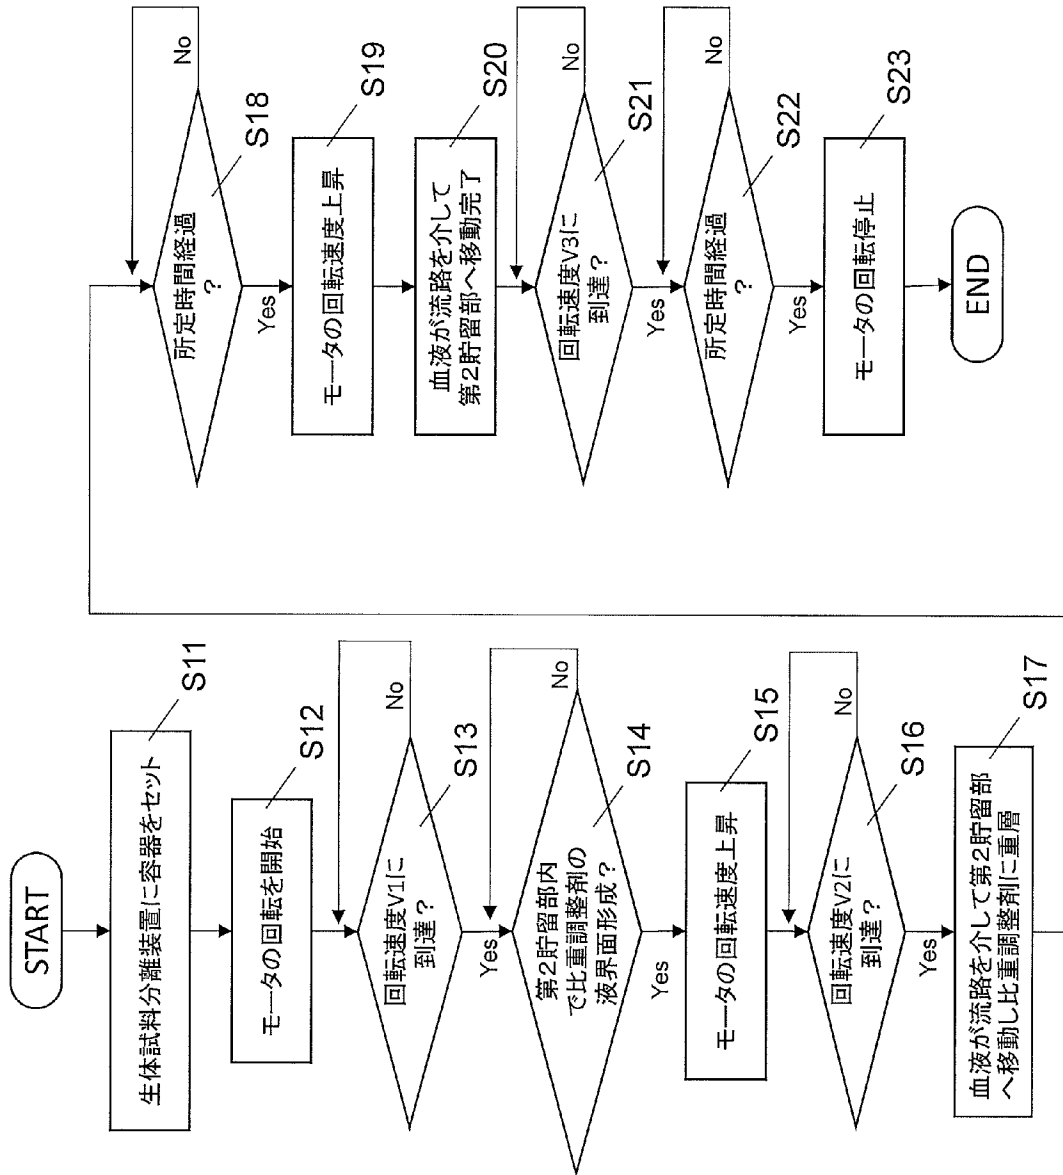 START
生体試料分離装置に容器をセット
S11
モータの回転を開始
S12
回転速度V1に
到達？
S13
No
Yes
第2貯留部内
で比重調整剤の
液界面形成？
S14
No
Yes
モータの回転速度上昇
S15
回転速度V2に
到達？
S16
No
Yes
血液が流路を介して第2貯留部
へ移動し比重調整剤に重層
S17
所定時間経過
？
S18
No
Yes
モータの回転速度上昇
S19
血液が流路を介して
第2貯留部へ移動完了
S20
回転速度V3に
到達？
S21
No
Yes
所定時間経過
？
S22
No
Yes
モータの回転停止
S23
END